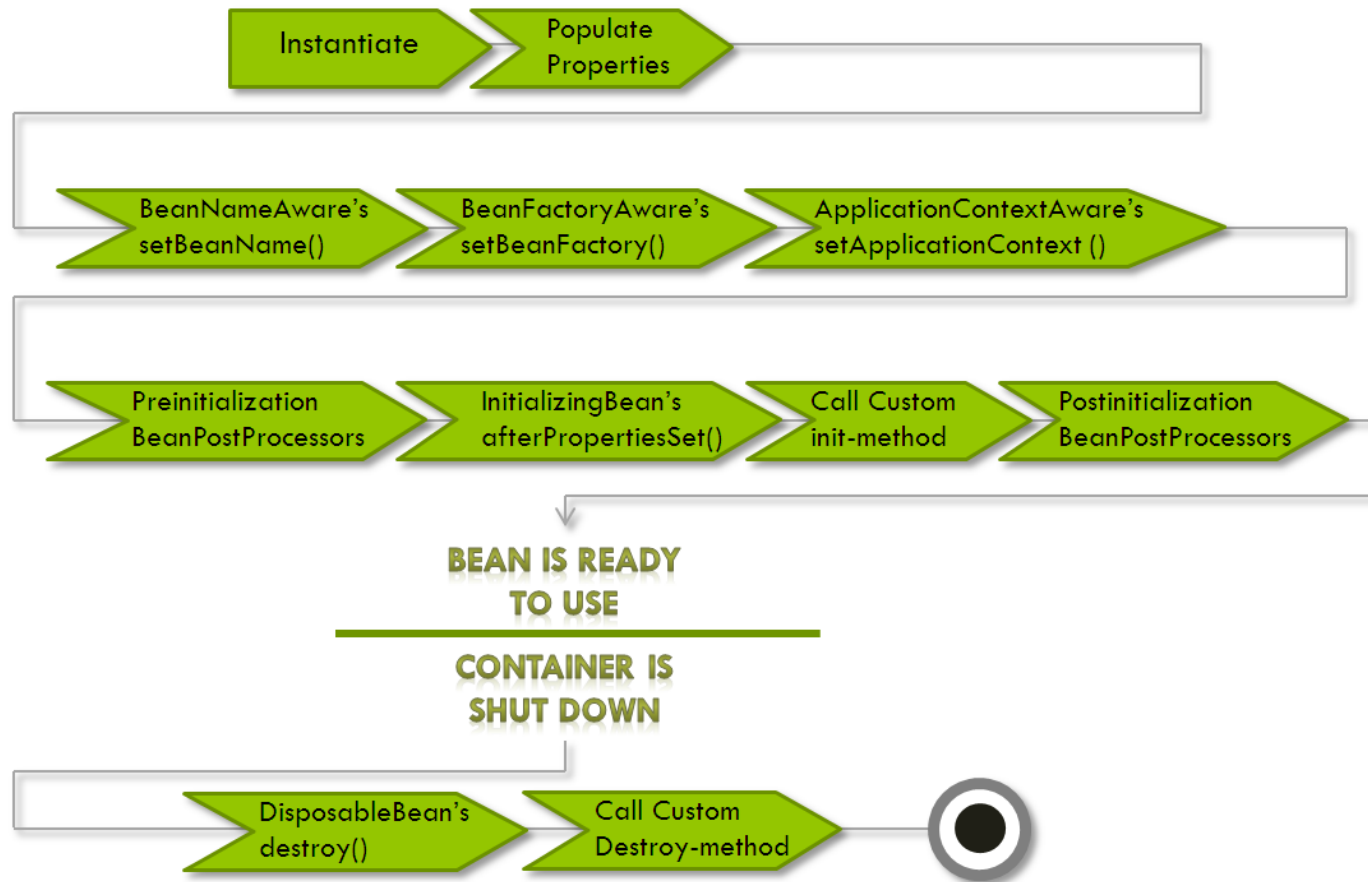 Instantiate
Populate
Properties
BeanNameAware's
setBeanName()
BeanFactoryAware's
setBeanFactory()
ApplicationContextAware's
setApplicationContext ()
Preinitialization
BeanPostProcessors
InitializingBean's
afterPropertiesSet()
Call Custom
init-method
Postinitialization
BeanPostProcessors
BEAN IS READY
TO USE
CONTAINER IS
SHUT DOWN
DisposableBean's
destroy()
Call Custom
Destroy-method